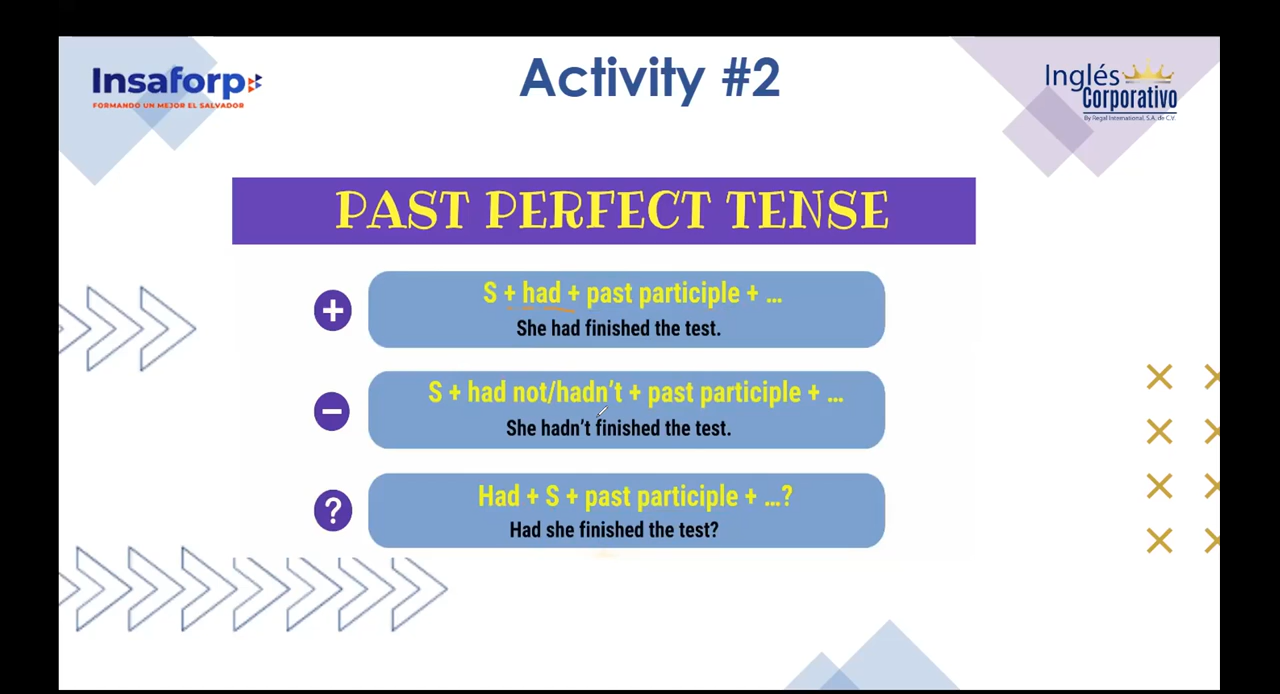 Activity #2
Insaforp
FORMANDO UN MEJOR EL SALVADOR
Inglés
Corporativo
By Regal International, S.A. de C.V.
PAST PERFECT TENSE
+
S + had + past participle + ...
She had finished the test.
−
S + had not/hadn’t + past participle + ...
She hadn’t finished the test.
?
Had + S + past participle + ...?
Had she finished the test?